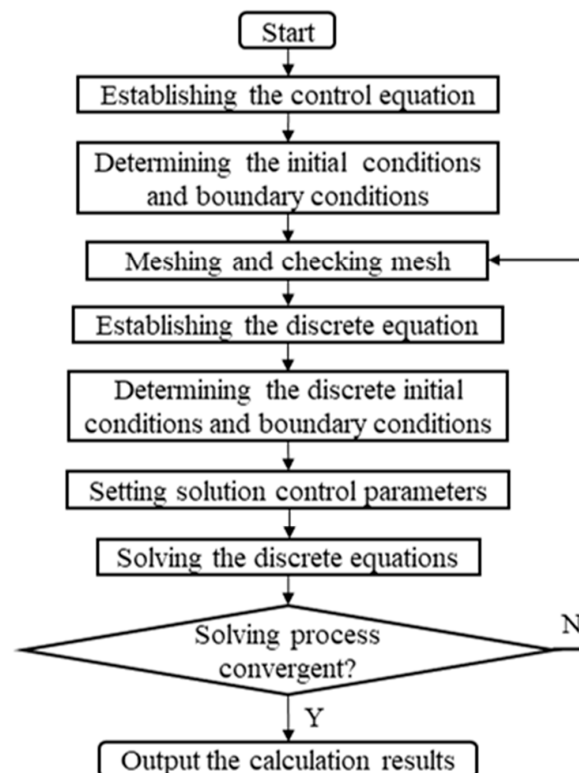 Start
Establishing the control equation
Determining the initial conditions
and boundary conditions
Meshing and checking mesh
Establishing the discrete equation
Determining the discrete initial
conditions and boundary conditions
Setting solution control parameters
Solving the discrete equations
Solving process
convergent?
N
Y
Output the calculation results